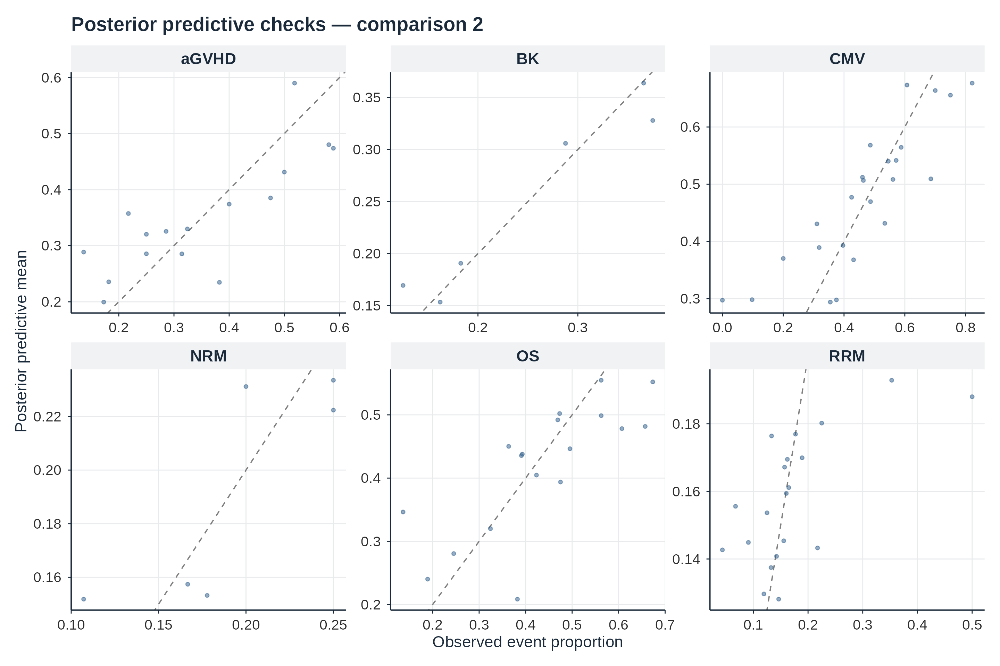 Posterior predictive checks — comparison 2
aGVHD
BK
CMV
0.6
0.5
0.4
0.3
0.2
0.35
0.30
0.25
0.20
0.15
0.6
0.5
0.4
0.3
0.2 0.3 0.4 0.5 0.6
0.2 0.3
0.0 0.2 0.4 0.6 0.8
Posterior predictive mean
NRM
OS
RRM
0.22
0.20
0.18
0.16
0.5
0.4
0.3
0.2
0.18
0.16
0.14
0.10 0.15 0.20 0.25
0.2 0.3 0.4 0.5 0.6 0.7
0.1 0.2 0.3 0.4 0.5
Observed event proportion